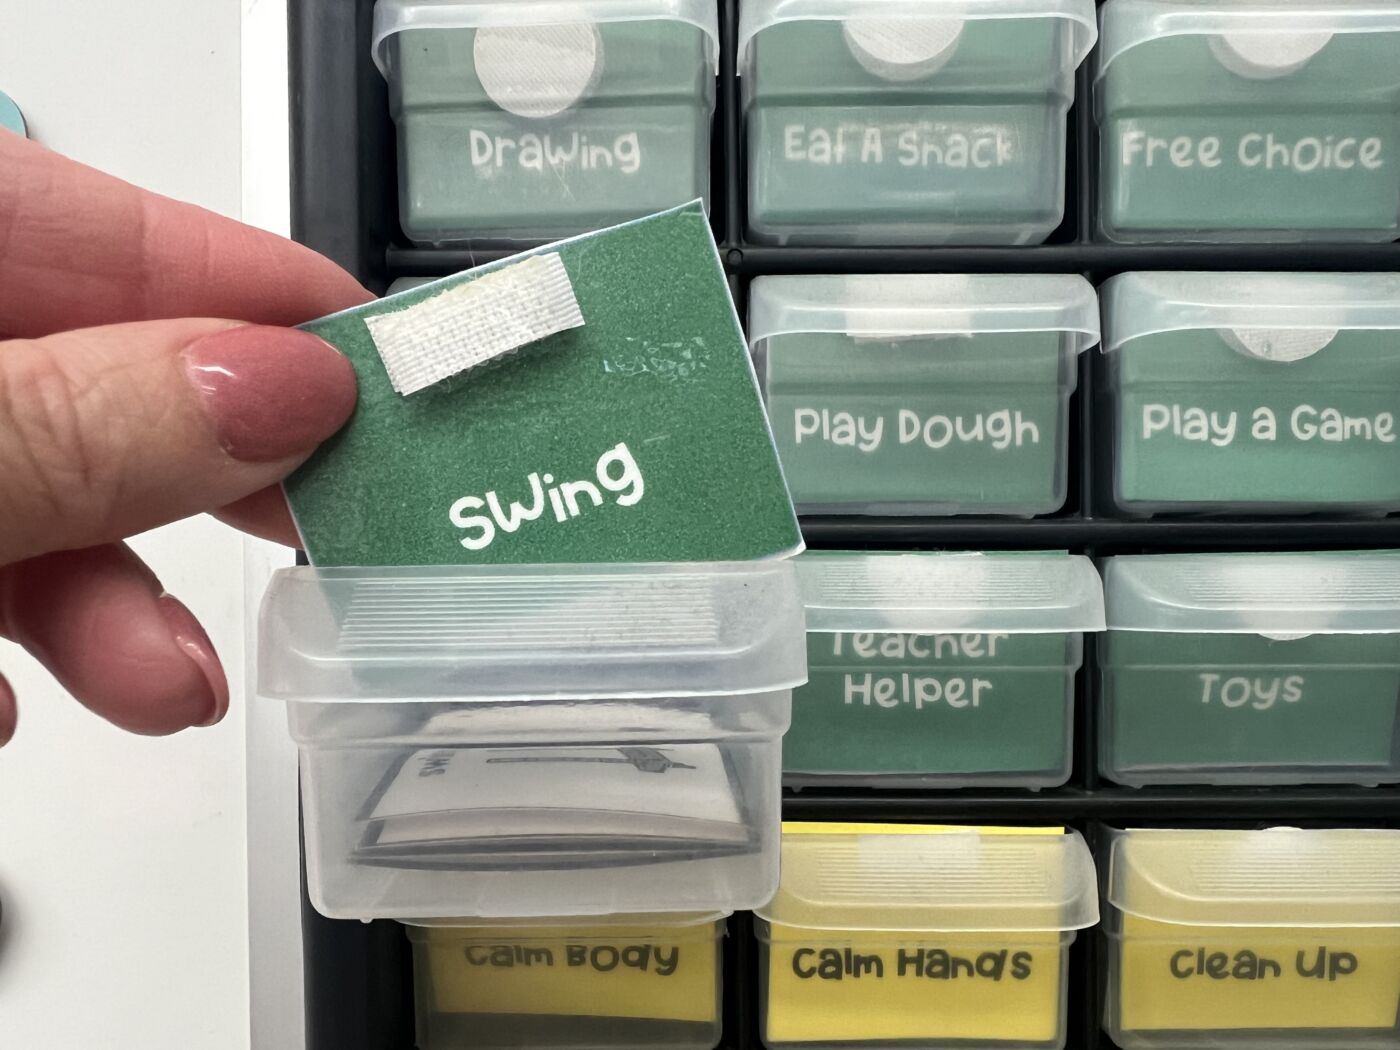 Drawing
Eat A Snack
Free Choice
Swing
Play Dough
Play a Game
Teacher
Helper
Toys
Calm Body
Calm Hands
Clean Up